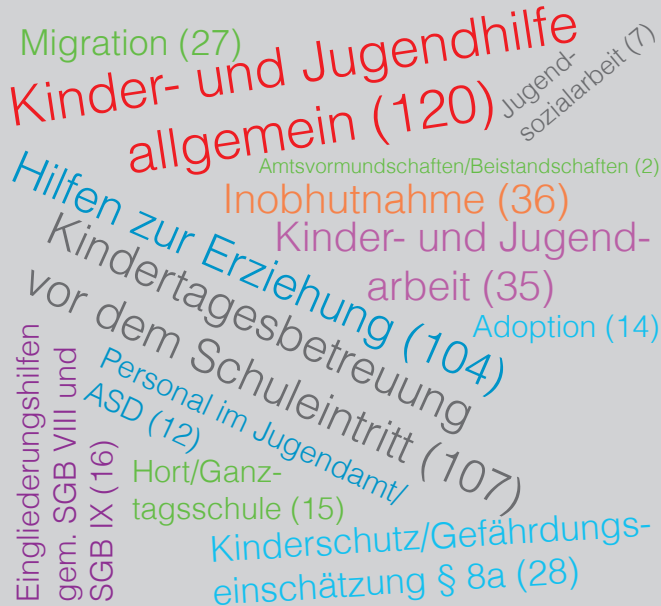 Migration (27)
Kinder- und Jugendhilfe
allgemein (120)
Jugend-
sozialarbeit (7)
Amtsvormundschaften/Beistandschaften (2)
Inobhutnahme (36)
Kinder- und Jugend-
arbeit (35)
Hilfen zur Erziehung (104)
Kindertagesbetreuung
vor dem Schuleintritt (107)
Adoption (14)
Personal im Jugendamt/
ASD (12)
Eingliederungshilfen
gem. SGB VIII und
SGB IX (16)
Hort/Ganz-
tagsschule (15)
Kinderschutz/Gefährdungs-
einschätzung § 8a (28)